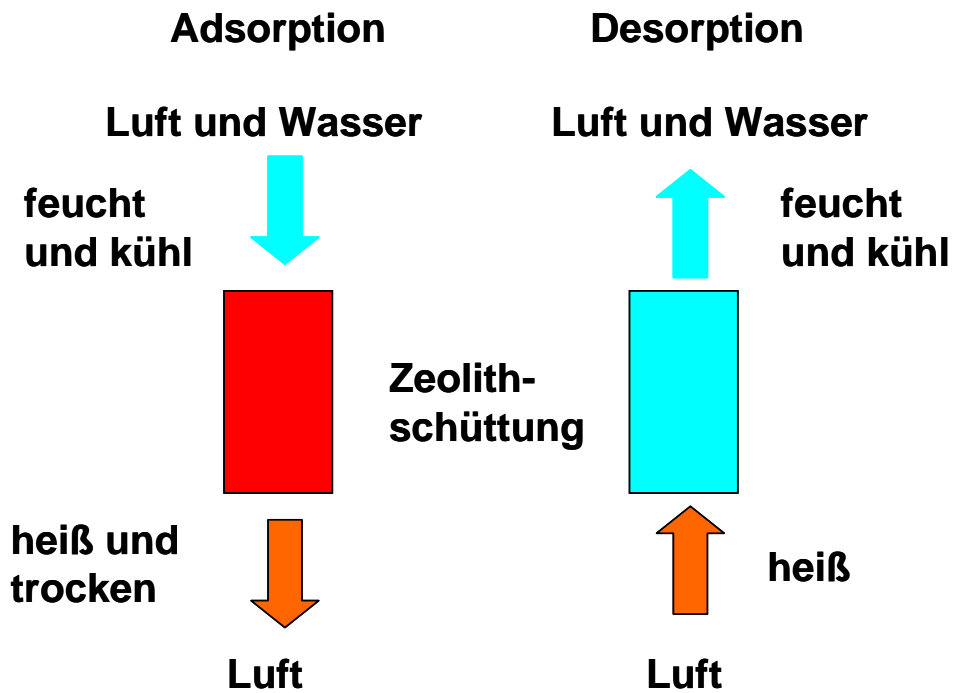 Adsorption
Desorption
Luft und Wasser
Luft und Wasser
feucht
und kühl
feucht
und kühl
Zeolith-
schüttung
heiß und
trocken
heiß
Luft
Luft